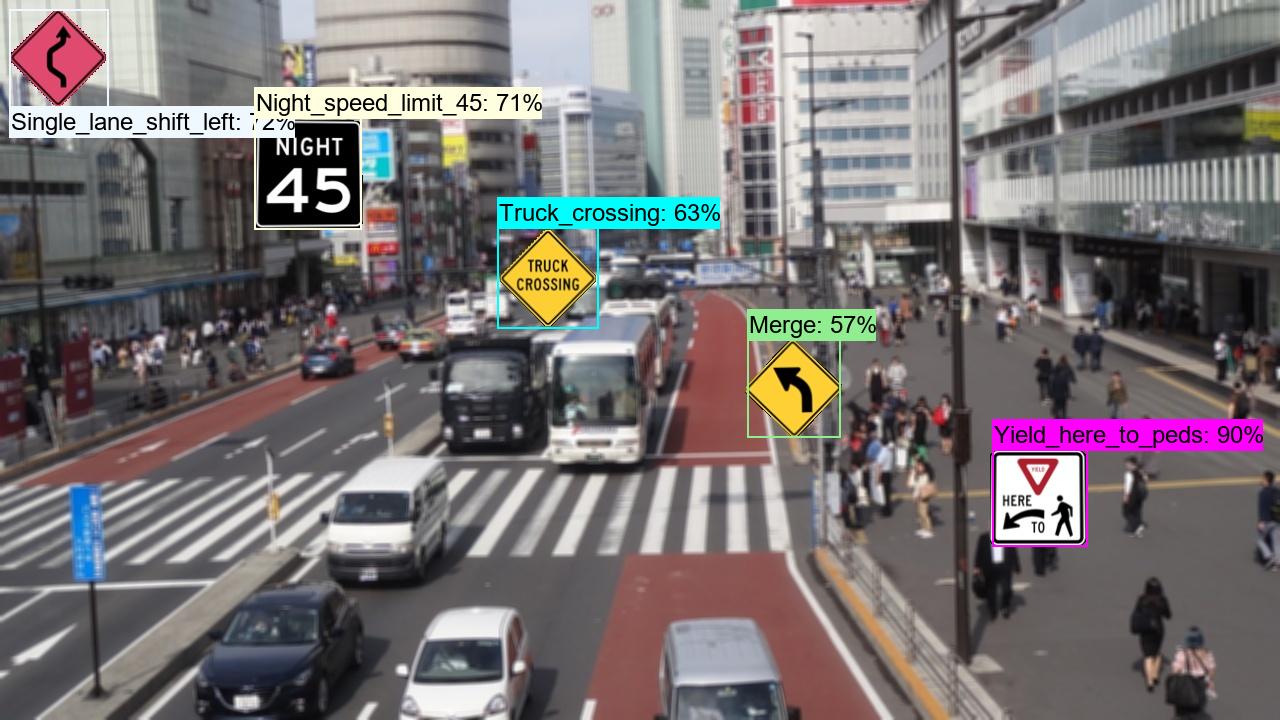 Single_lane_shift_left: 72%
Night_speed_limit_45: 71%
NIGHT
45
Truck_crossing: 63%
TRUCK
CROSSING
Merge: 57%
Yield_here_to_peds: 90%
YIELD
HERE
TO